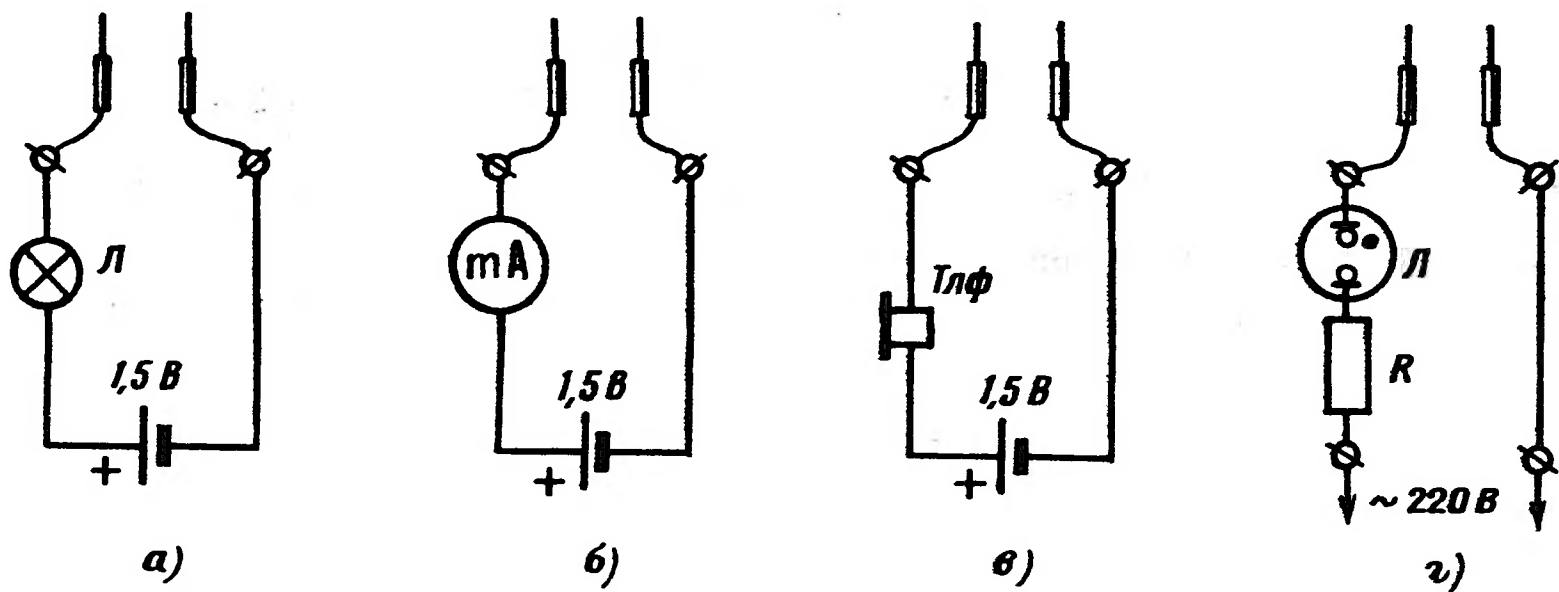 Л
1,5 В
+
а)
mA
1,5 В
+
б)
Тлф
1,5 В
+
в)
Л
R
~ 220 В
г)